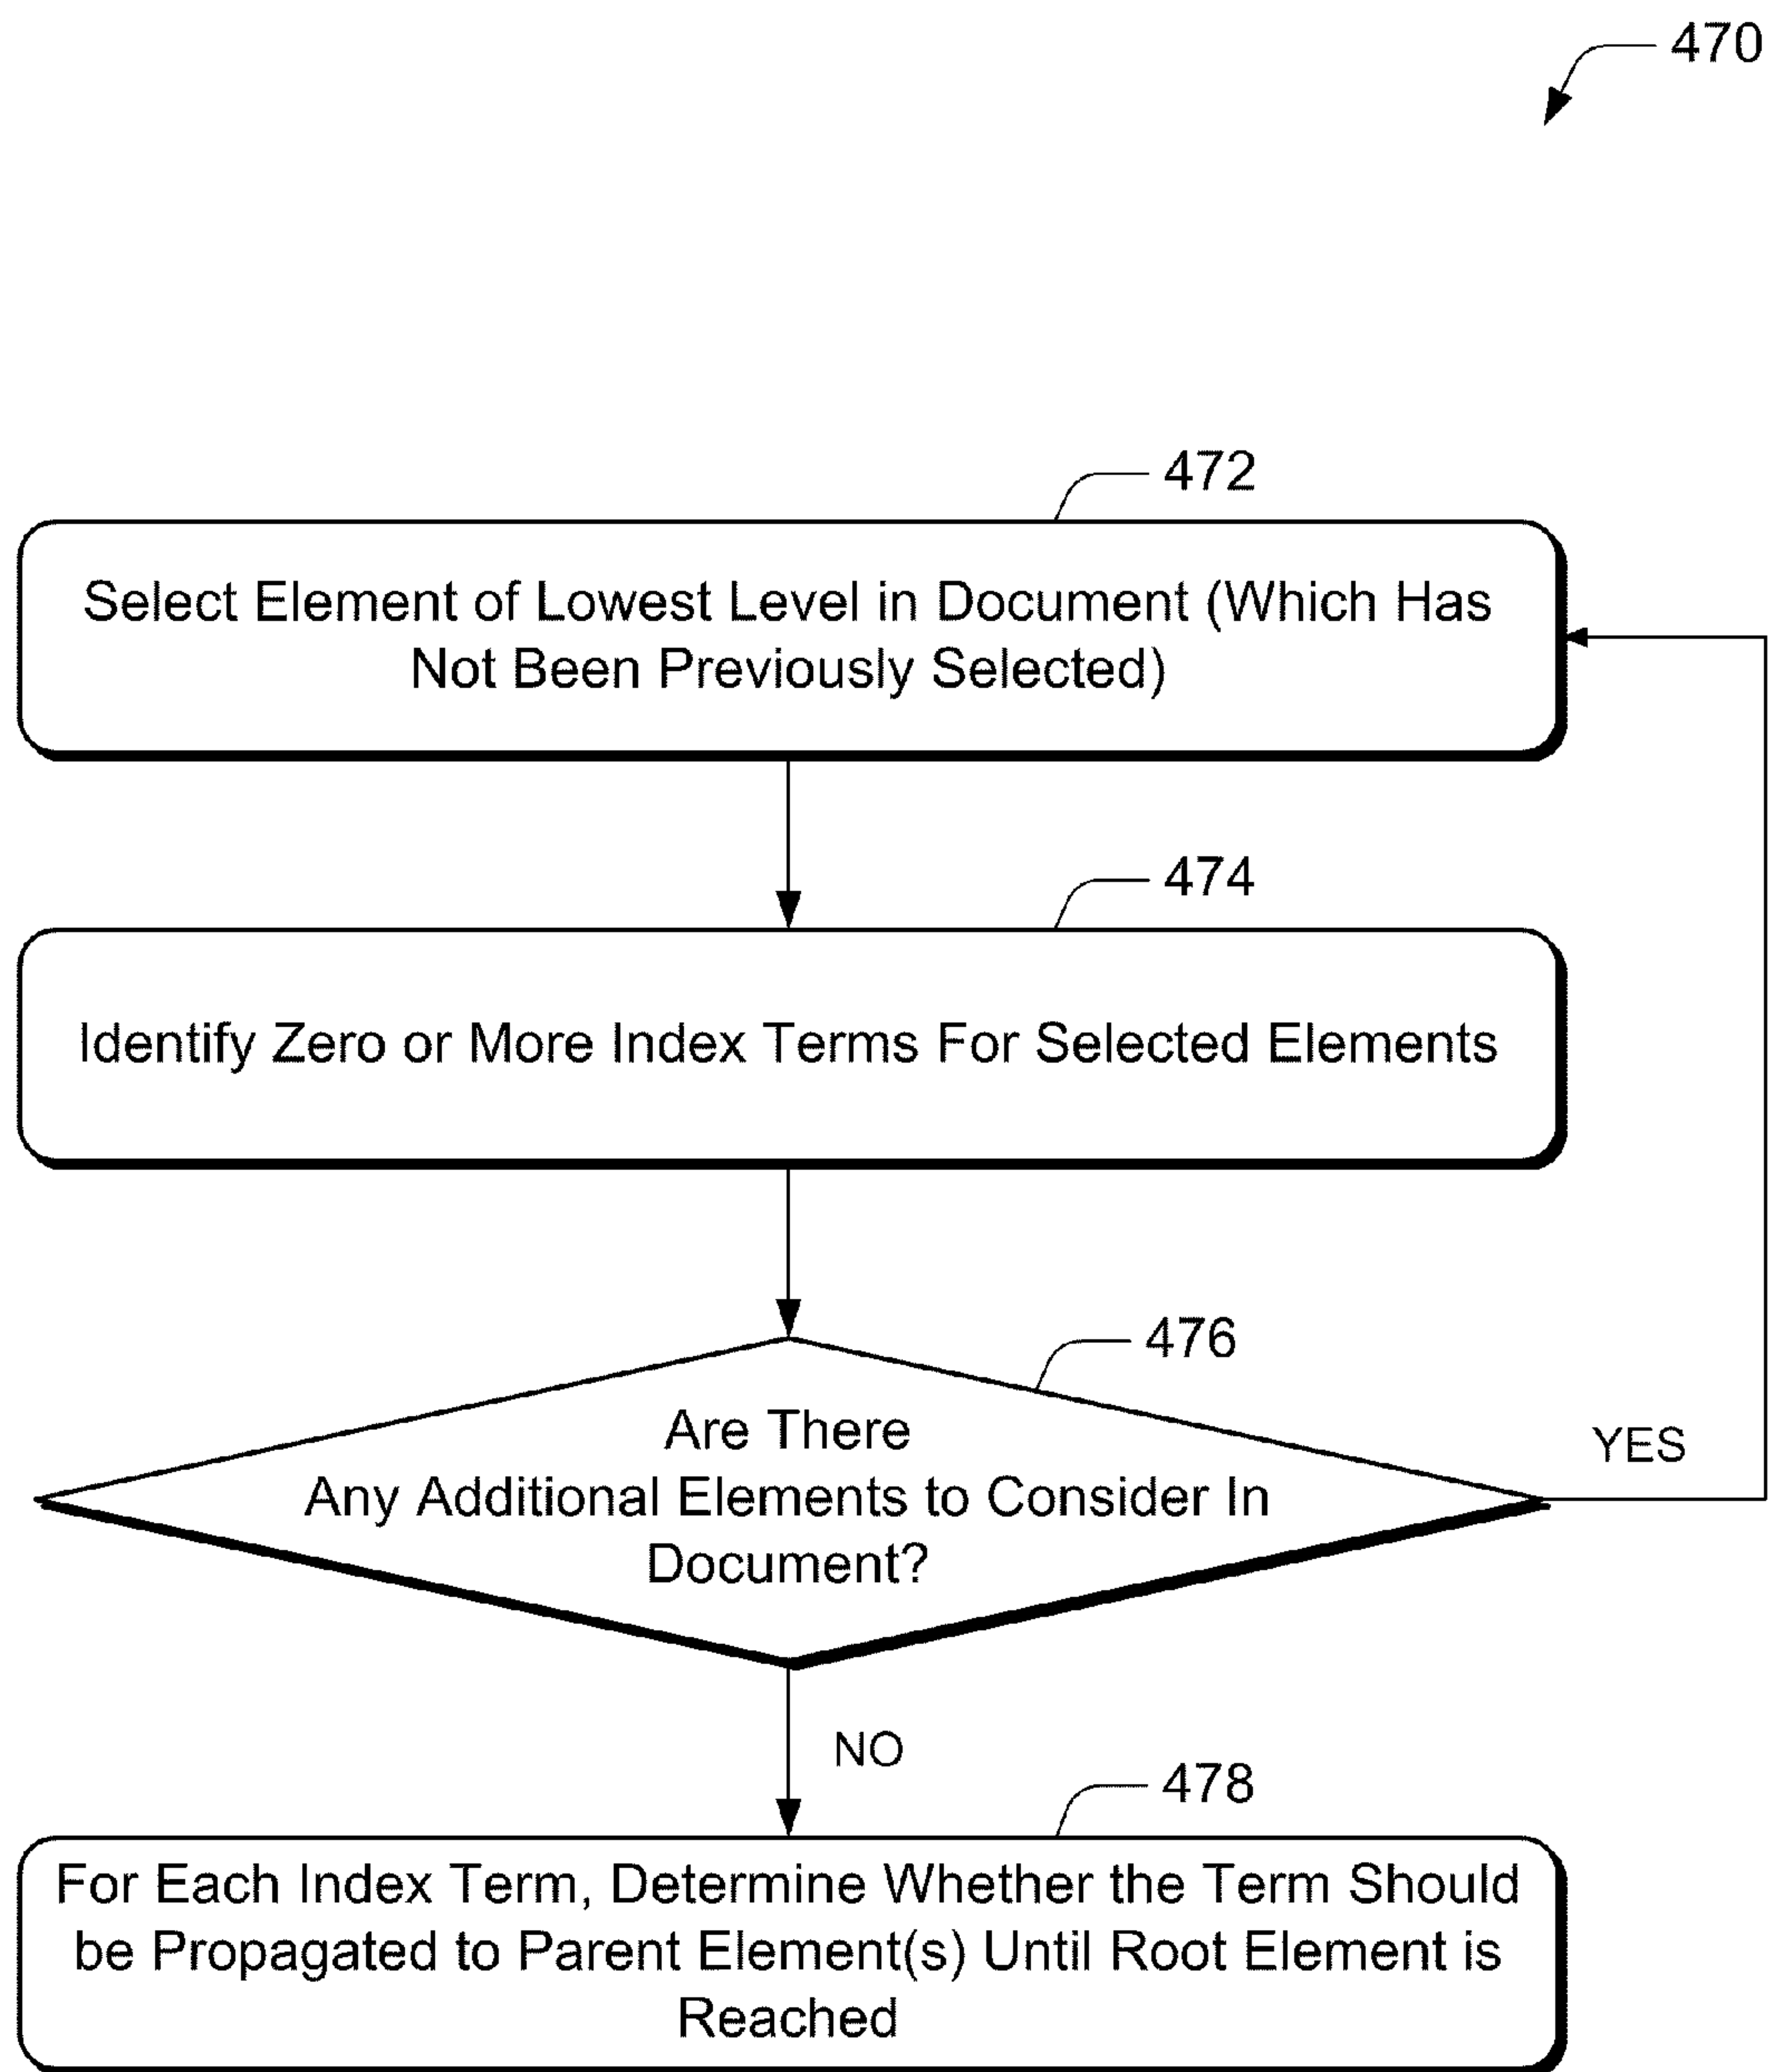 470
472
Select Element of Lowest Level in Document (Which Has
Not Been Previously Selected)
474
Identify Zero or More Index Terms For Selected Elements
476
Are There
Any Additional Elements to Consider In
Document?
YES
NO
478
For Each Index Term, Determine Whether the Term Should
be Propagated to Parent Element(s) Until Root Element is
Reached